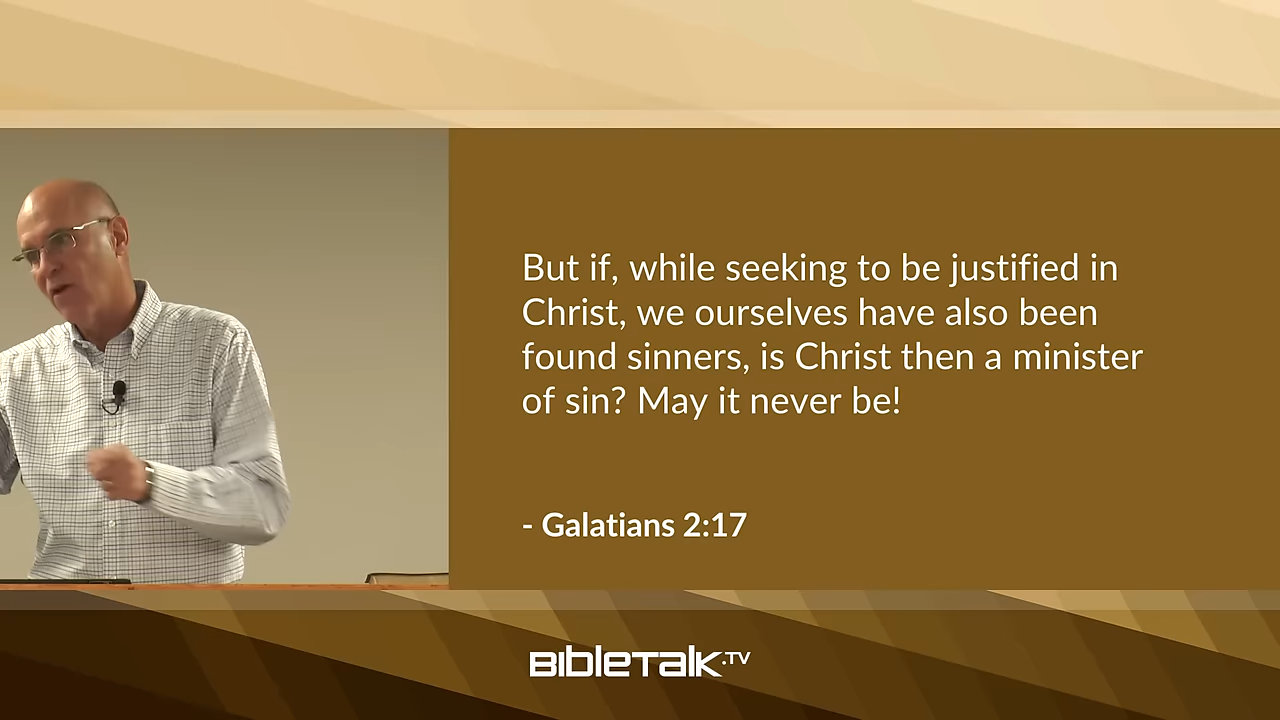 But if, while seeking to be justified in
Christ, we ourselves have also been
found sinners, is Christ then a minister
of sin? May it never be!
- Galatians 2:17
BIBLETALK.TV